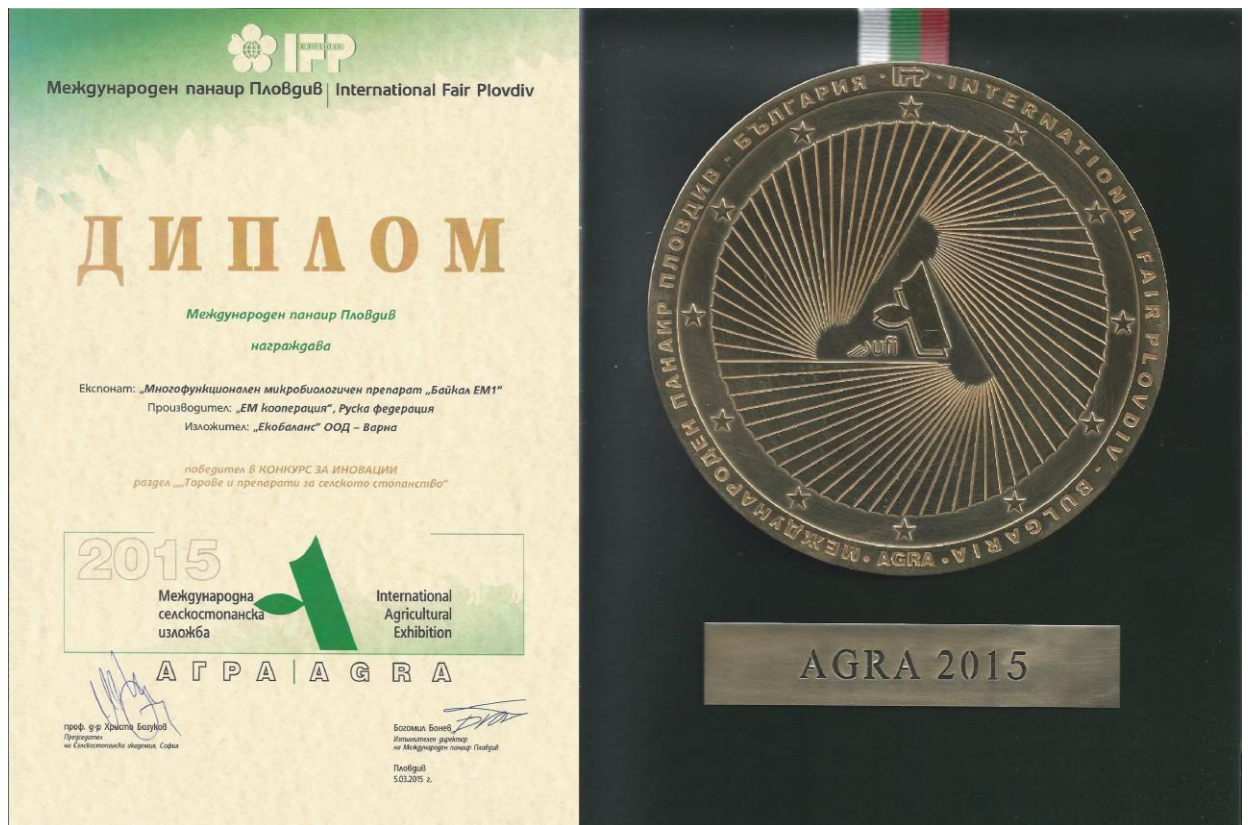 IFP
Международен панаир Пловдив | International Fair Plovdiv
ДИПЛОМ
Международен панаир Пловдив
награждава
Експонат: „Многофункционален микробиологичен препарат „Байкал ЕМ1“
Производител: „ЕМ кооперация“, Руска федерация
Изложител: „Екобаланс“ ООД – Варна
победител в КОНКУРС ЗА ИНОВАЦИИ
раздел „„Торове и препарати за селското стопанство“
2015
Международна
селскостопанска
изложба
International
Agricultural
Exhibition
АГРА | AGRA
проф. д-р Христо Бозуков
Председател
на Селскостопанска академия, София
Богомил Бонев
Изпълнителен директор
на Международен панаир Пловдив
Пловдив
5.03.2015 г.
МЕЖДУНАРОДЕН ПАНАИР ПЛОВДИВ - БЪЛГАРИЯ · IFP · INTERNATIONAL FAIR PLOVDIV - BULGARIA · AGRA ·
AGRA 2015